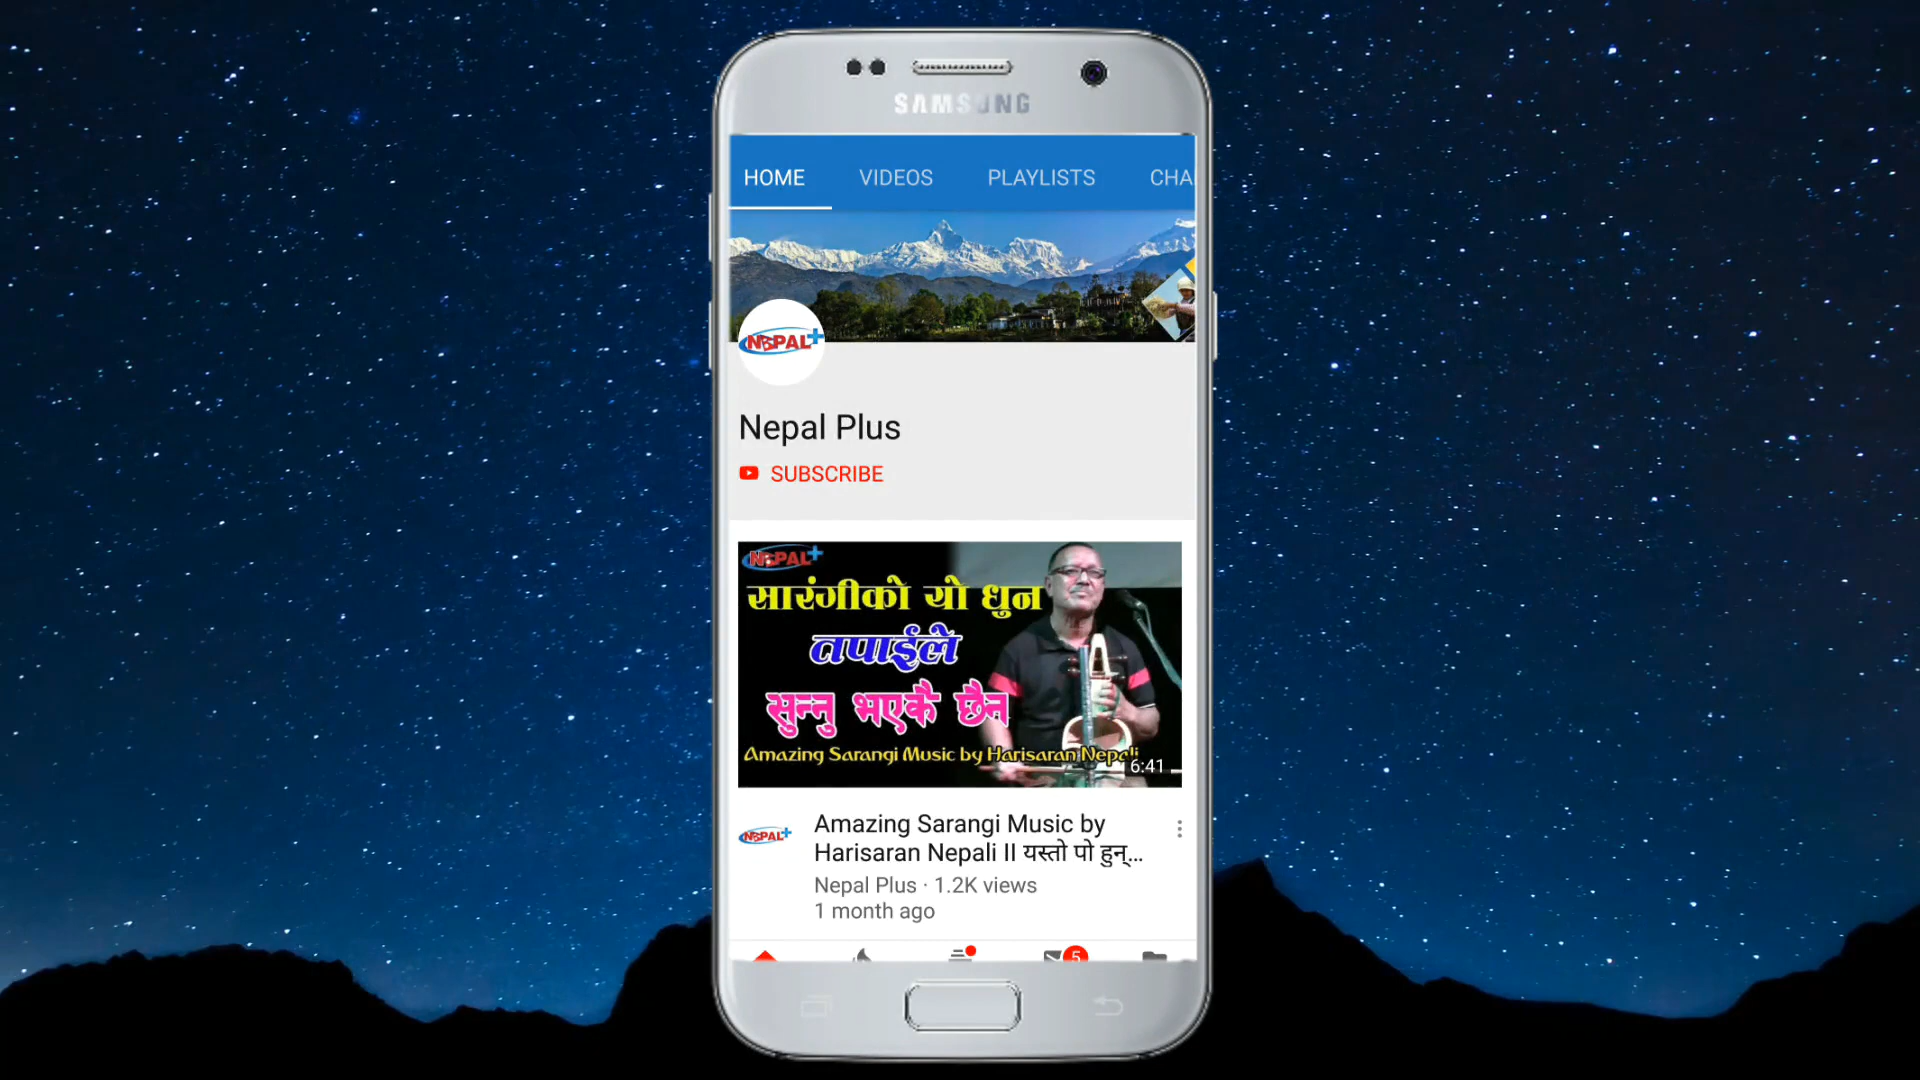 SAMSUNG
HOME VIDEOS PLAYLISTS CHA
NEPAL+
Nepal Plus
SUBSCRIBE
NEPAL+
सारंगीको यो धुन
तपाईले
सुन्नु भएकै छैन
Amazing Sarangi Music by Harisaran Nepali
6:41
NEPAL+
Amazing Sarangi Music by
Harisaran Nepali II यस्तो पो हुन्...
Nepal Plus · 1.2K views
1 month ago
5